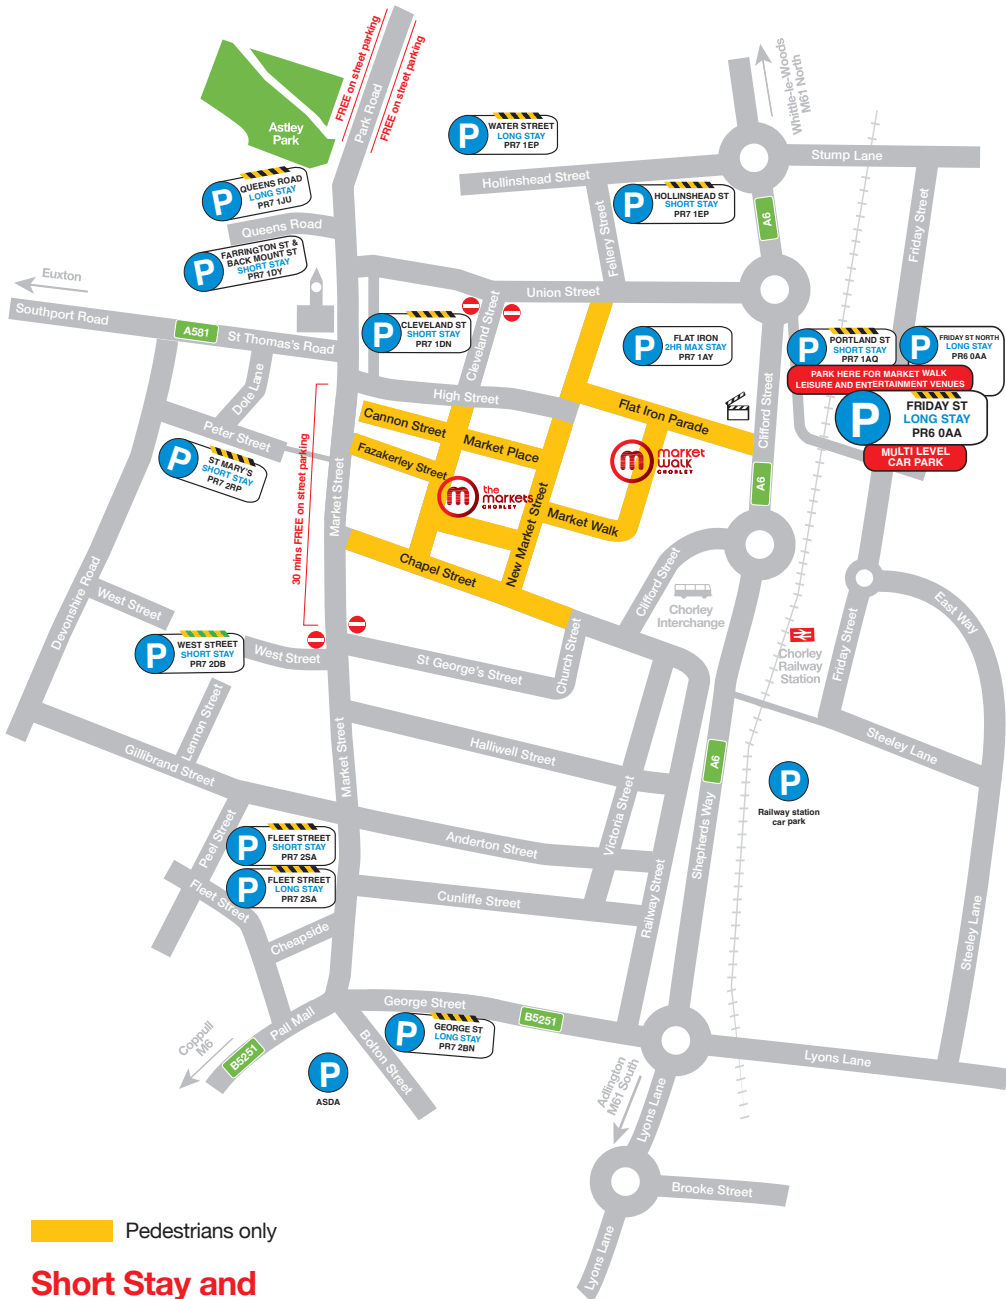 FREE on street parking
Park Road
FREE on street parking
Whittle-le-Woods
M61 North
Astley
Park
P
WATER STREET
LONG STAY
PR7 1EP
Stump Lane
Hollinshead Street
P
QUEENS ROAD
LONG STAY
PR7 1JU
P
HOLLINSHEAD ST
SHORT STAY
PR7 1EP
A6
Friday Street
Queens Road
Fellery Street
P
FARRINGTON ST &
BACK MOUNT ST
SHORT STAY
PR7 1DY
Euxton
Southport Road
A581
St Thomas's Road
Union Street
Cleveland Street
P
CLEVELAND ST
SHORT STAY
PR7 1DN
P
FLAT IRON
2HR MAX STAY
PR7 1AY
P
PORTLAND ST
SHORT STAY
PR7 1AQ
P
FRIDAY ST NORTH
LONG STAY
PR6 0AA
PARK HERE FOR MARKET WALK
LEISURE AND ENTERTAINMENT VENUES
P
FRIDAY ST
LONG STAY
PR6 0AA
MULTI LEVEL
CAR PARK
Dole Lane
High Street
Clifford Street
Flat Iron Parade
Cannon Street
Peter Street
Market Place
Fazakerley Street
m
market
walk
CHORLEY
P
ST MARY'S
SHORT STAY
PR7 2RP
30 mins FREE on street parking
Market Street
m
the
markets
CHORLEY
New Market Street
Market Walk
A6
Chapel Street
Clifford Street
Devonshire Road
West Street
Chorley
Interchange
East Way
Friday Street
Chorley
Railway
Station
P
WEST STREET
SHORT STAY
PR7 2DB
West Street
St George's Street
Church Street
Lennon Street
Gillibrand Street
Market Street
Halliwell Street
Victoria Street
A6
Shepherds Way
Steeley Lane
P
Railway station
car park
Peel Street
P
FLEET STREET
SHORT STAY
PR7 2SA
Anderton Street
P
FLEET STREET
LONG STAY
PR7 2SA
Fleet Street
Cunliffe Street
Railway Street
Steeley Lane
Cheapside
George Street
B5251
Pall Mall
Coppull
M6
B5251
P
GEORGE ST
LONG STAY
PR7 2BN
Bolton Street
P
ASDA
Lyons Lane
Adlington
M61 South
Lyons Lane
Brooke Street
Lyons Lane
Pedestrians only
Short Stay and